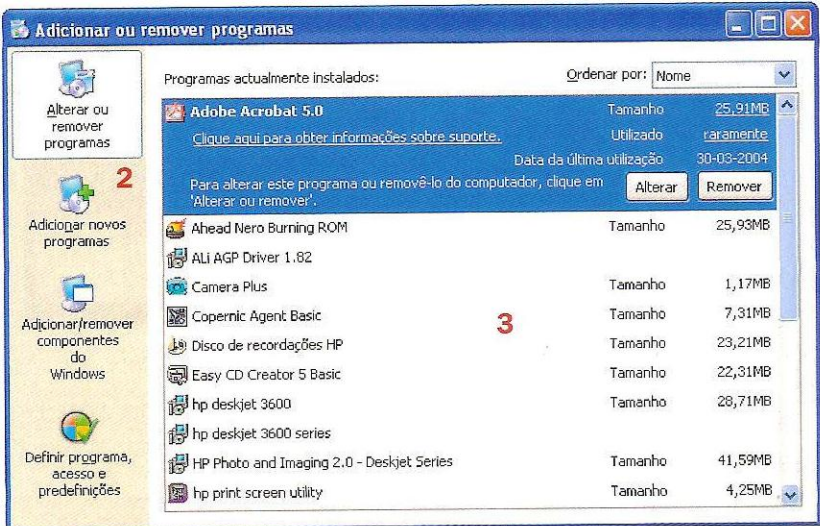 Adicionar ou remover programas
Alterar ou
remover
programas
2
Adicionar novos
programas
Adicionar/remover
componentes
do
Windows
Definir programa,
acesso e
predefinições
Programas actualmente instalados:
Ordenar por: Nome
Adobe Acrobat 5.0 Tamanho 25,91MB
Clique aqui para obter informações sobre suporte. Utilizado raramente
Data da última utilização 30-03-2004
Para alterar este programa ou removê-lo do computador, clique em
'Alterar ou remover'.
Alterar Remover
Ahead Nero Burning ROM Tamanho 25,93MB
ALi AGP Driver 1.82
Camera Plus Tamanho 1,17MB
Copernic Agent Basic Tamanho 7,31MB
3
Disco de recordações HP Tamanho 23,21MB
Easy CD Creator 5 Basic Tamanho 22,31MB
hp deskjet 3600 Tamanho 28,71MB
hp deskjet 3600 series
HP Photo and Imaging 2.0 - Deskjet Series Tamanho 41,59MB
hp print screen utility Tamanho 4,25MB